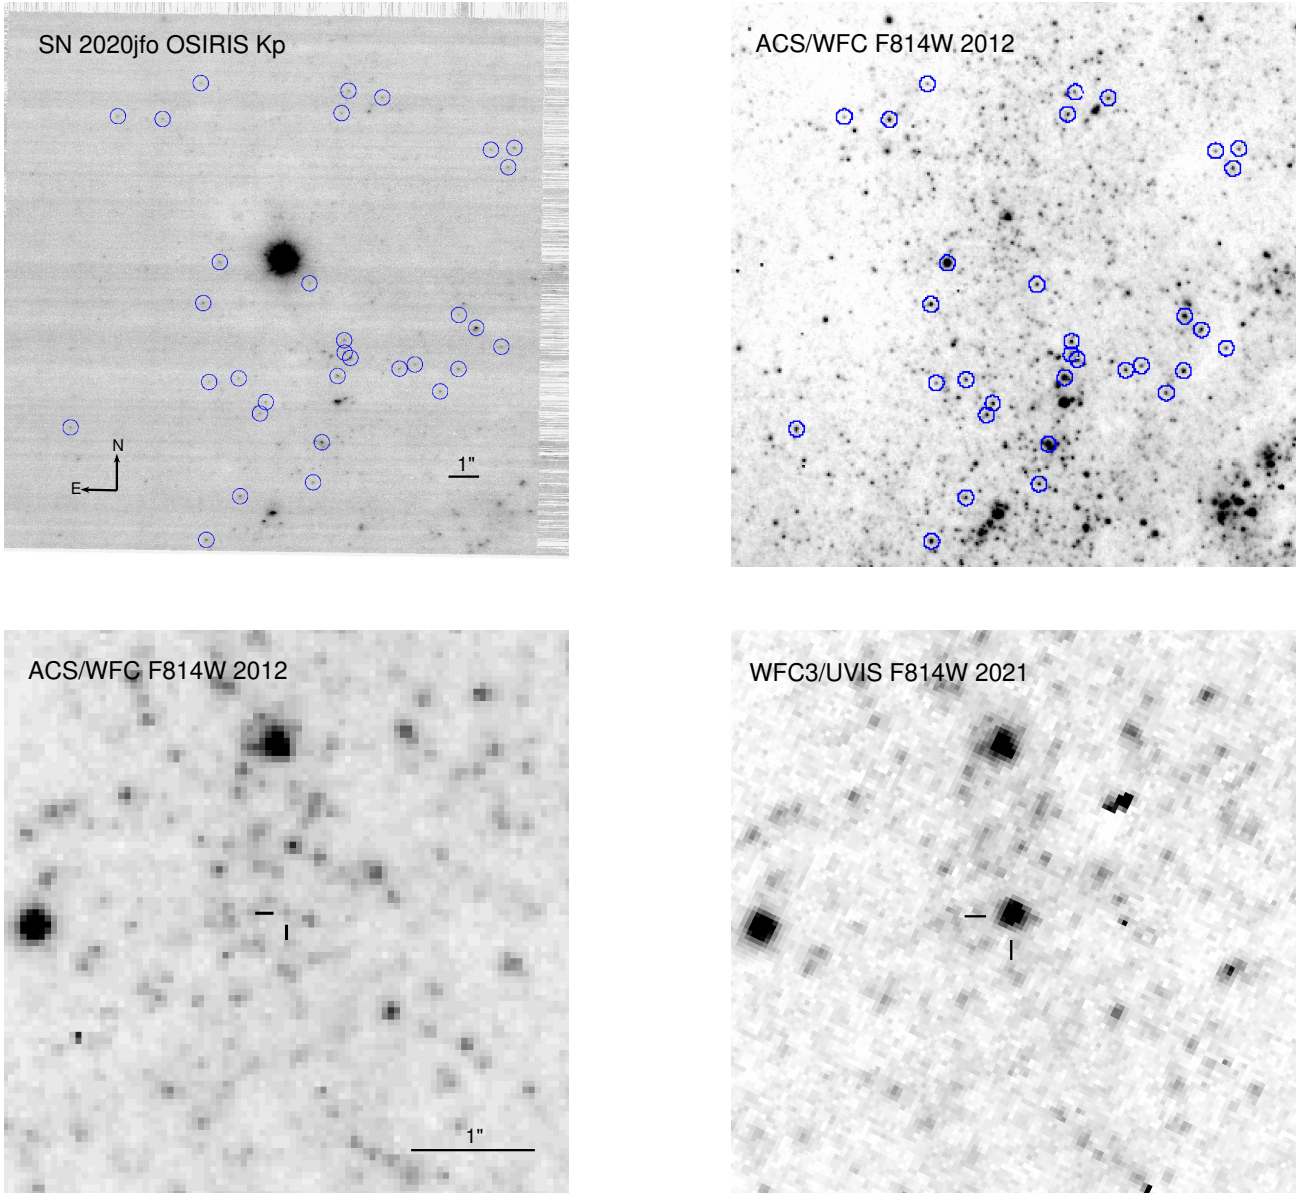 SN 2020jfo OSIRIS Kp
ACS/WFC F814W 2012
N
E
1"
ACS/WFC F814W 2012
WFC3/UVIS F814W 2021
1"